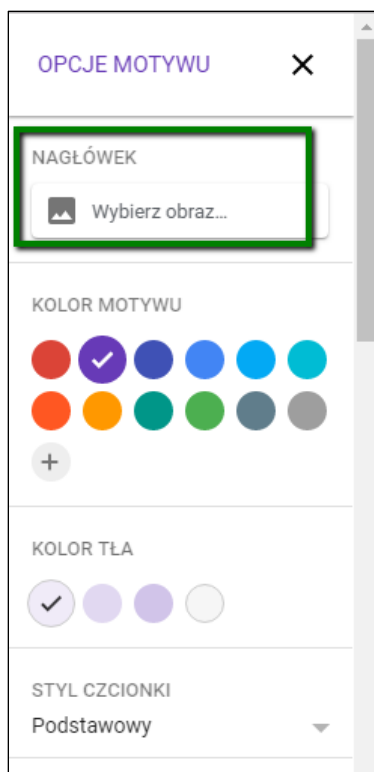 OPCJE MOTYWU
NAGŁÓWEK
Wybierz obraz...
KOLOR MOTYWU
KOLOR TŁA
STYL CZCIONKI
Podstawowy